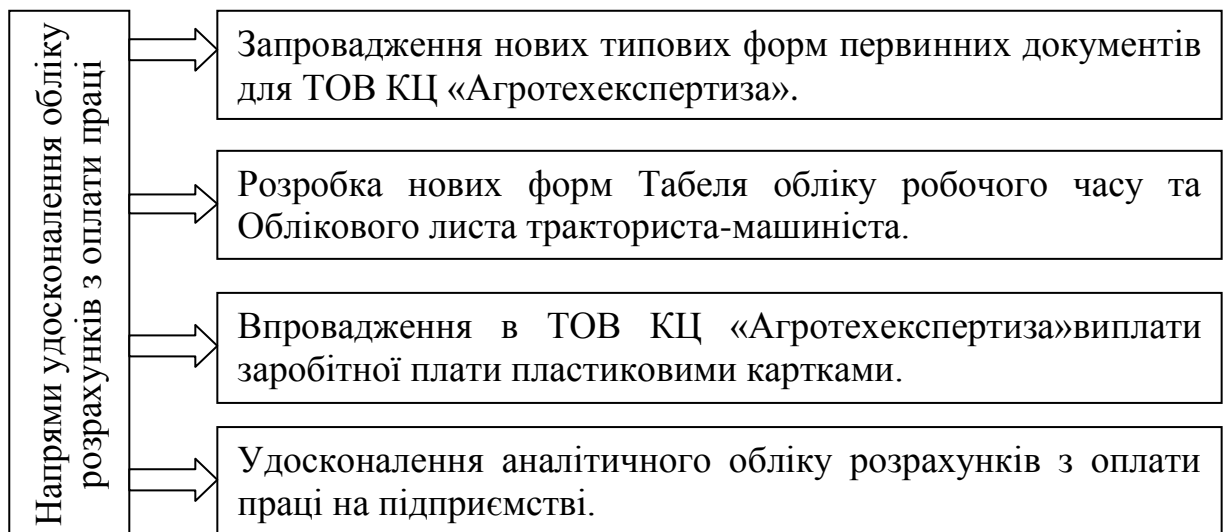 Напрями удосконалення обліку
розрахунків з оплати праці
Запровадження нових типових форм первинних документів
для ТОВ КЦ «Агротехекспертиза».
Розробка нових форм Табеля обліку робочого часу та
Облікового листа тракториста-машиніста.
Впровадження в ТОВ КЦ «Агротехекспертиза»виплати
заробітної плати пластиковими картками.
Удосконалення аналітичного обліку розрахунків з оплати
праці на підприємстві.